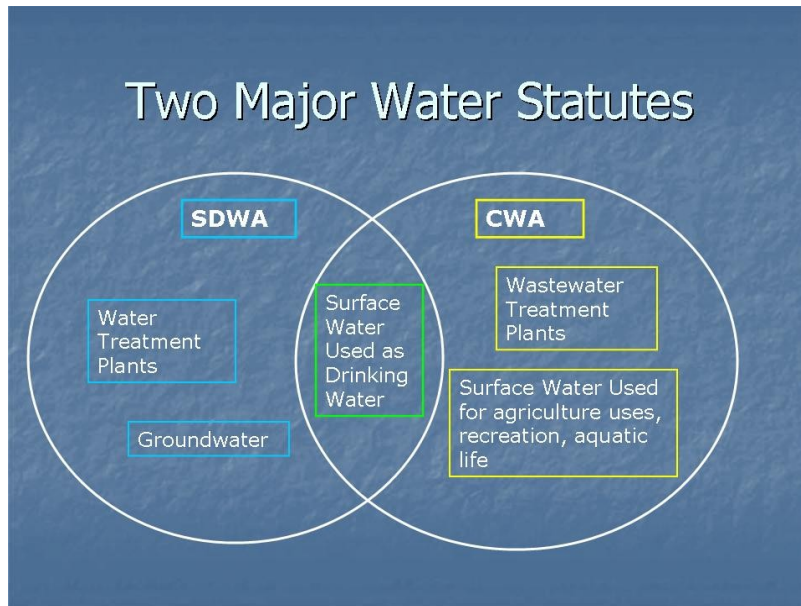 Two Major Water Statutes
SDWA
CWA
Water
Treatment
Plants
Groundwater
Surface
Water
Used as
Drinking
Water
Wastewater
Treatment
Plants
Surface Water Used
for agriculture uses,
recreation, aquatic
life